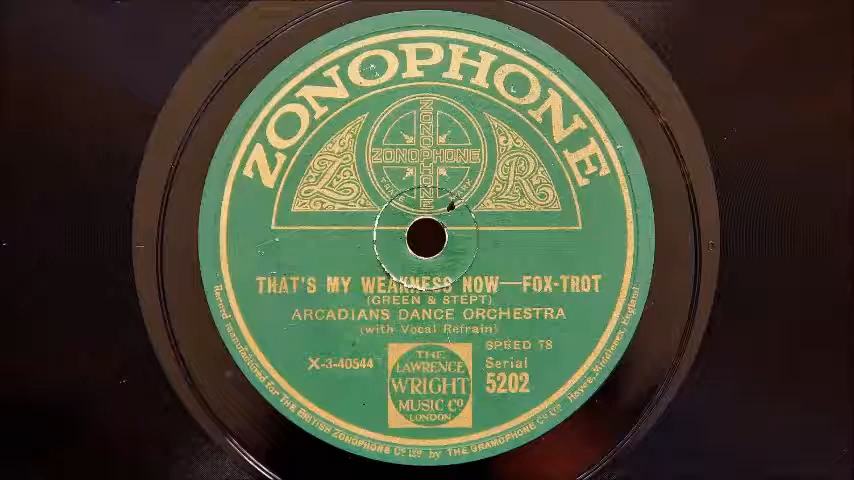 ZONOPHONE
ZONOPHONE
ZONOPHONE
TRADE MARK
Z R
THAT'S MY WEAKNESS NOW—FOX-TROT
(GREEN & STEPT)
ARCADIANS DANCE ORCHESTRA
(with Vocal Refrain)
SPEED 78
X-3-40544
Serial
5202
THE
LAWRENCE
WRIGHT
MUSIC Co
LONDON
Record manufactured for THE BRITISH ZONOPHONE Co Ltd by THE GRAMOPHONE Co Ltd Hayes, Middlesex, England.